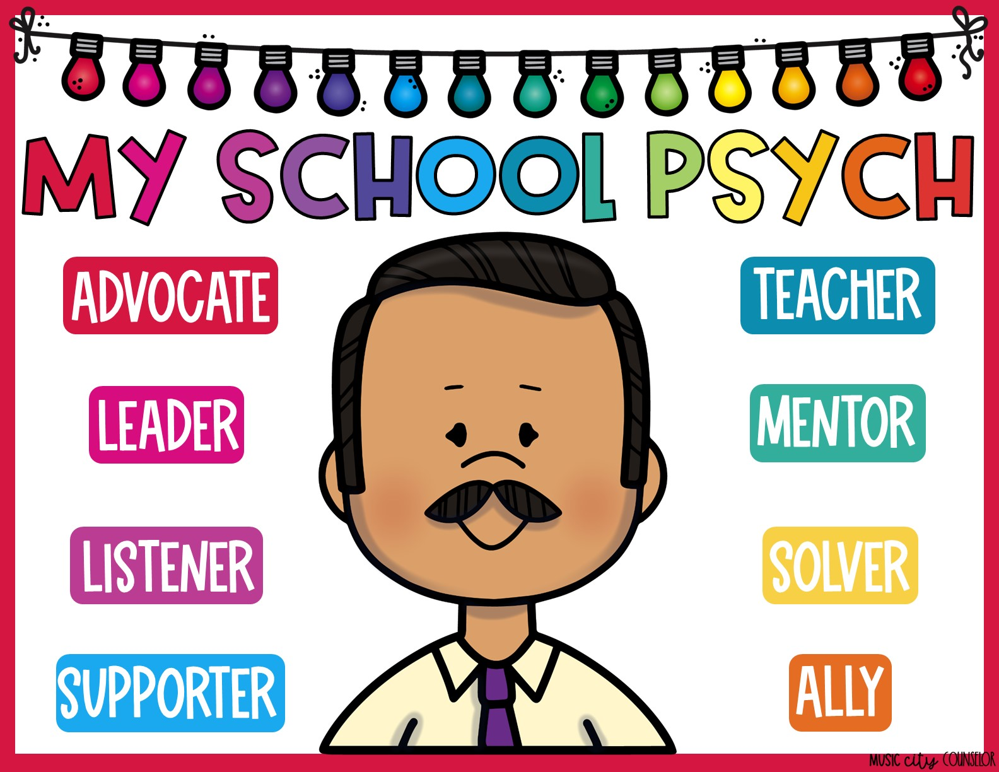 MY SCHOOL PSYCH
ADVOCATE
LEADER
LISTENER
SUPPORTER
TEACHER
MENTOR
SOLVER
ALLY
MUSIC city COUNSELOR